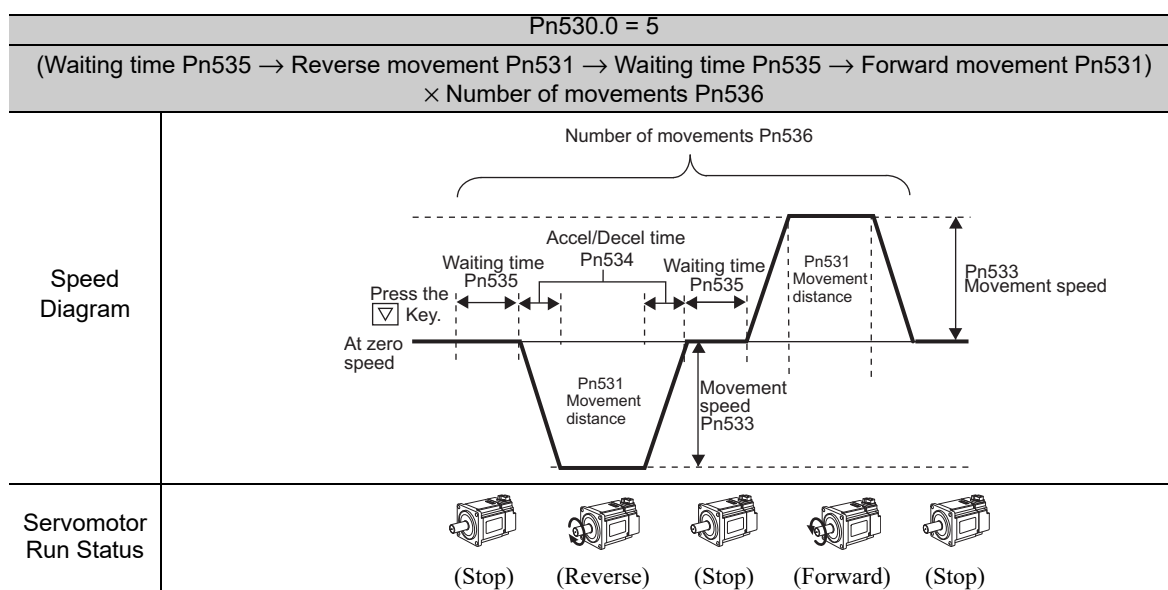 Pn530.0 = 5
(Waiting time Pn535 → Reverse movement Pn531 → Waiting time Pn535 → Forward movement Pn531)
× Number of movements Pn536
Speed
Diagram
Number of movements Pn536
Accel/Decel time
Pn534
Waiting time
Pn535
Waiting time
Pn535
Press the
▽ Key.
At zero
speed
Pn531
Movement
distance
Pn533
Movement speed
Pn531
Movement
distance
Movement
speed
Pn533
Servomotor
Run Status
(Stop) (Reverse) (Stop) (Forward) (Stop)